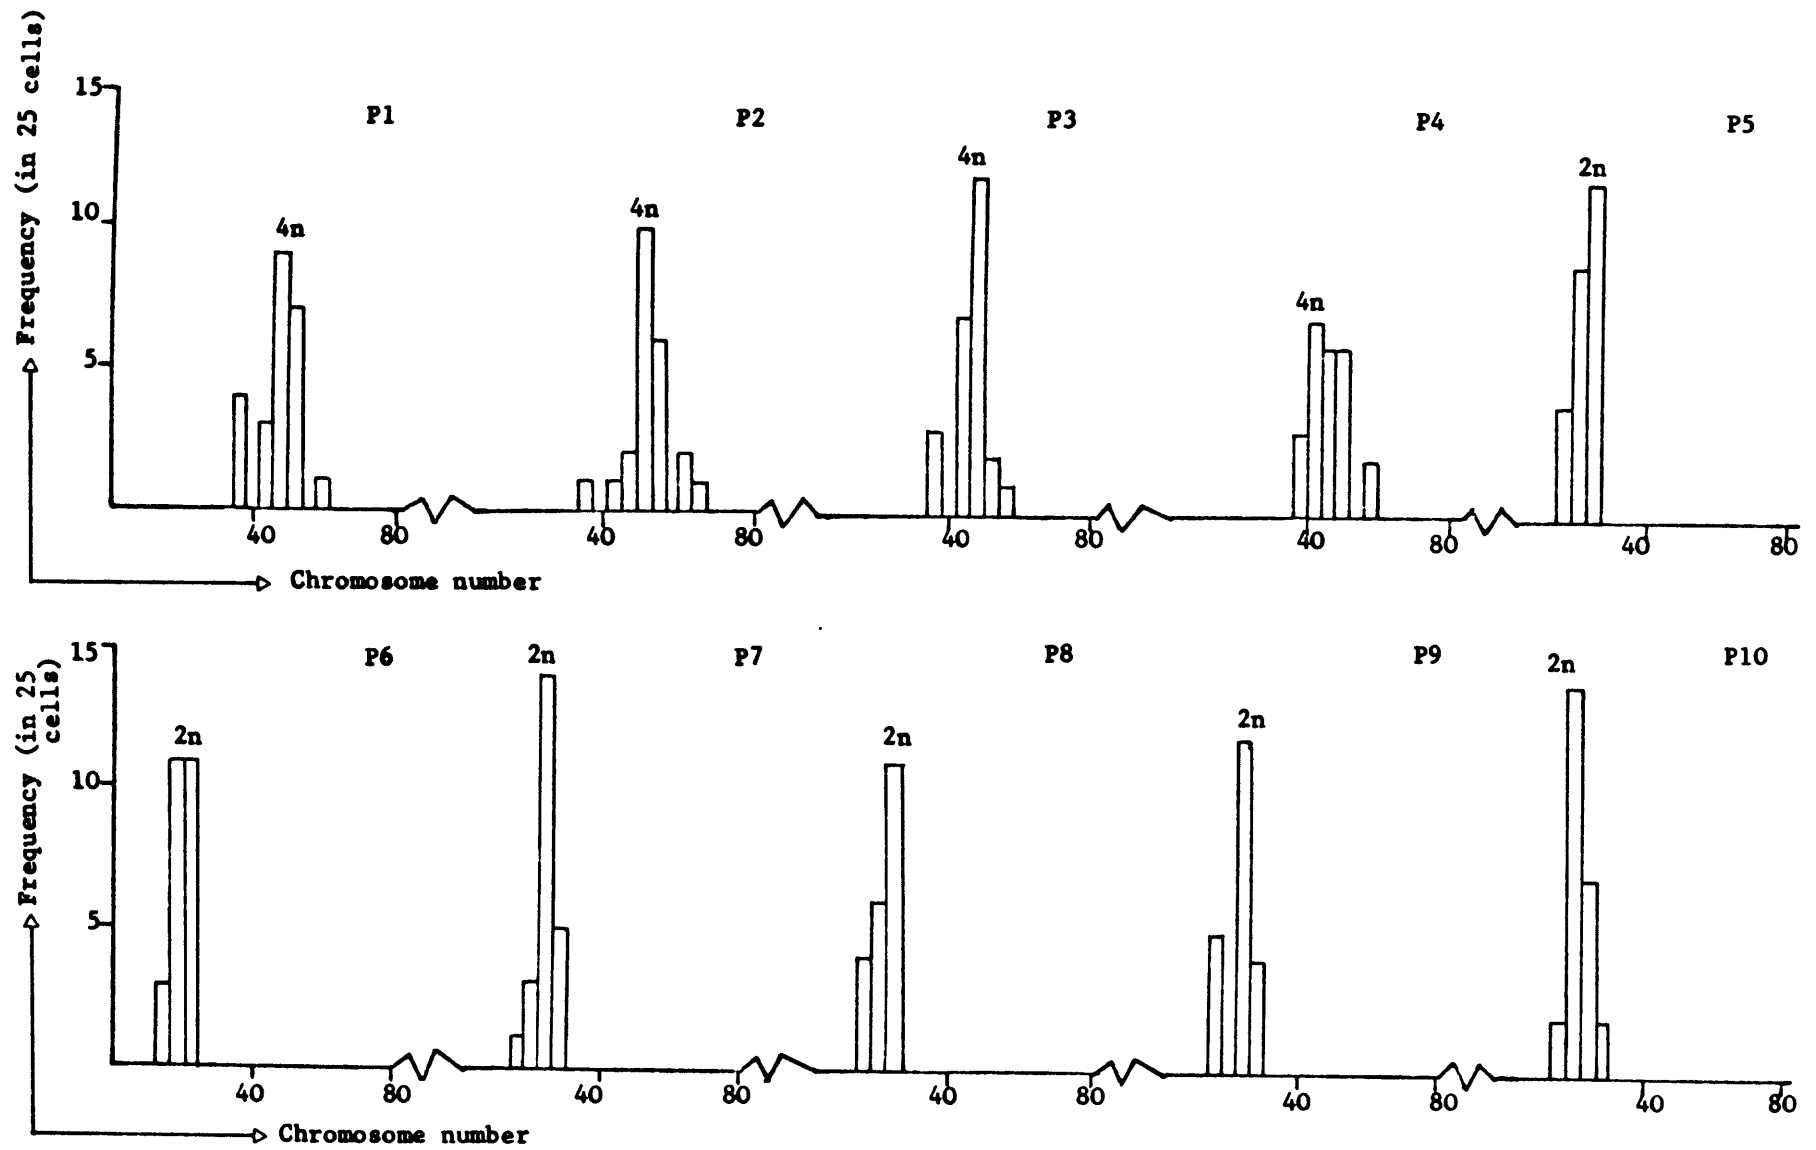 Frequency (in 25 cells)
15
10
5
P1 P2 P3 P4 P5
4n 4n 4n 4n 2n
40 80 40 80 40 80 40 80 40 80
Chromosome number
Frequency (in 25
cells)
15
10
5
P6 P7 P8 P9 P10
2n 2n 2n 2n 2n
40 80 40 80 40 80 40 80 40 80
Chromosome number